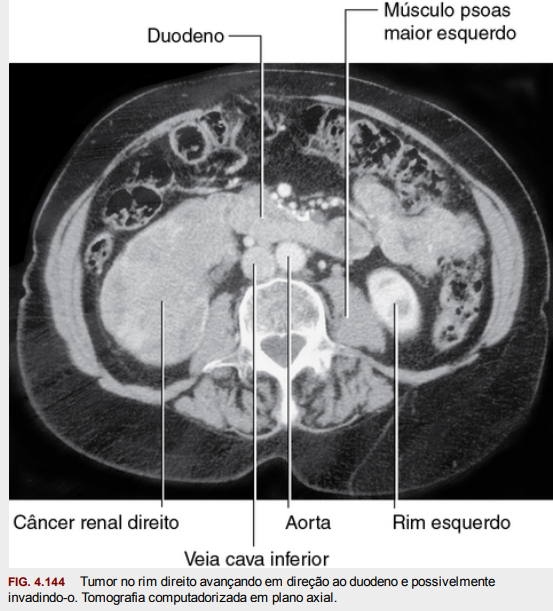 Músculo psoas
maior esquerdo
Duodeno
Câncer renal direito
Aorta
Rim esquerdo
Veia cava inferior
FIG. 4.144 Tumor no rim direito avançando em direção ao duodeno e possivelmente
invadindo-o. Tomografia computadorizada em plano axial.